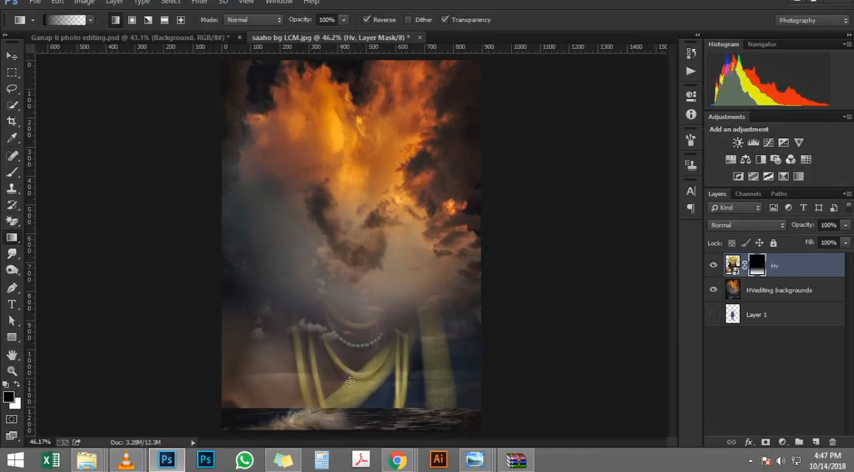 File Edit Image Layer Type Select Filter 3D View Window Help
Mode: Normal Opacity: 100% Reverse Dither Transparency Photography
Ganap ti photo editing.psd @ 43.1% (Background, RGB/8#) * × saaho bg LCM.jpg @ 46.2% (Hv, Layer Mask/8) * ×
Histogram Navigator
Adjustments
Add an adjustment
Layers Channels Paths
Kind
Normal Opacity: 100%
Lock: Fill: 100%
Hv
HVediting backgrounds
Layer 1
46.17% Doc: 3.28M/12.3M
4:47 PM
10/14/2018